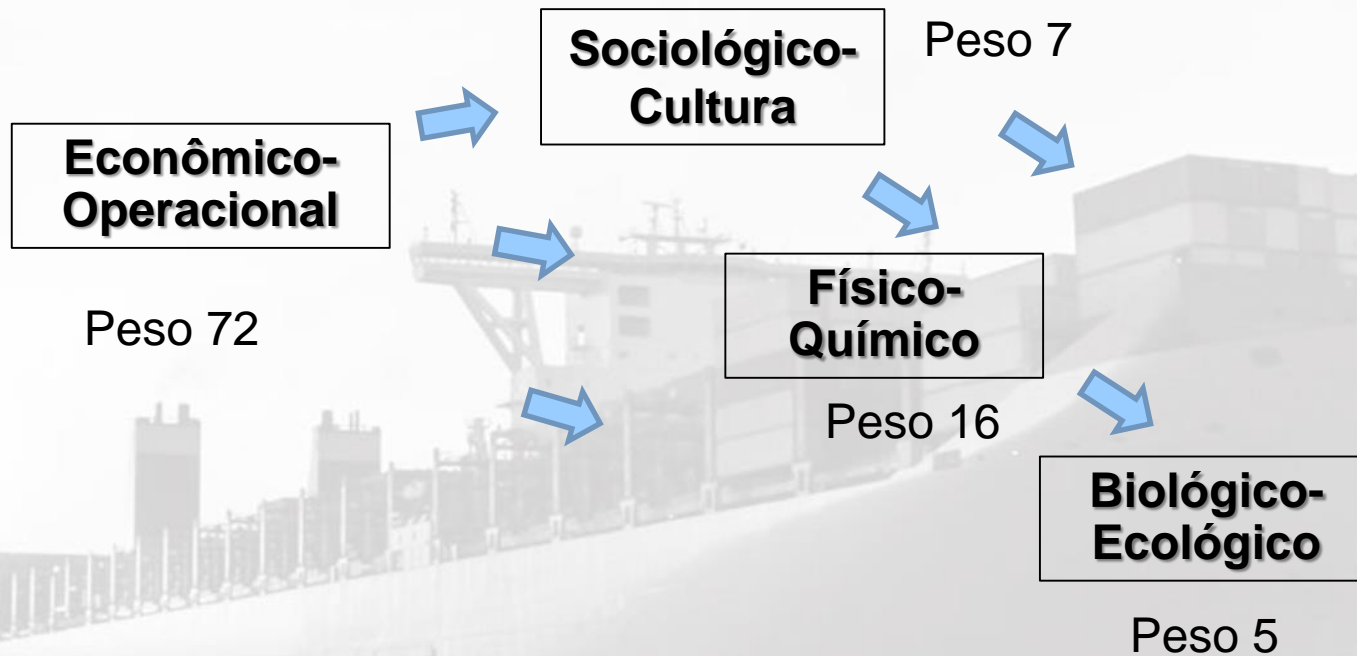 Sociológico-
Cultura
Peso 7
Econômico-
Operacional
Peso 72
Físico-
Químico
Peso 16
Biológico-
Ecológico
Peso 5